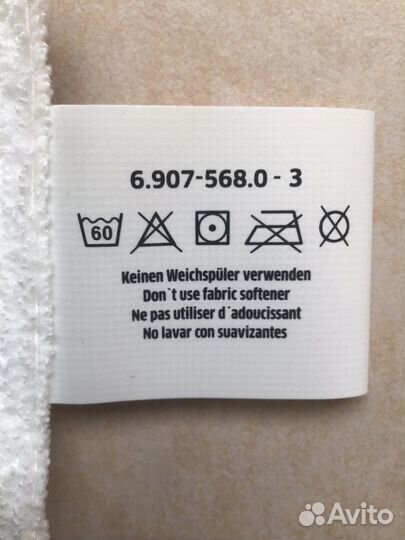 6.907-568.0 - 3
60
Keinen Weichspüler verwenden
Don`t use fabric softener
Ne pas utiliser d´adoucissant
No lavar con suavizantes
Avito